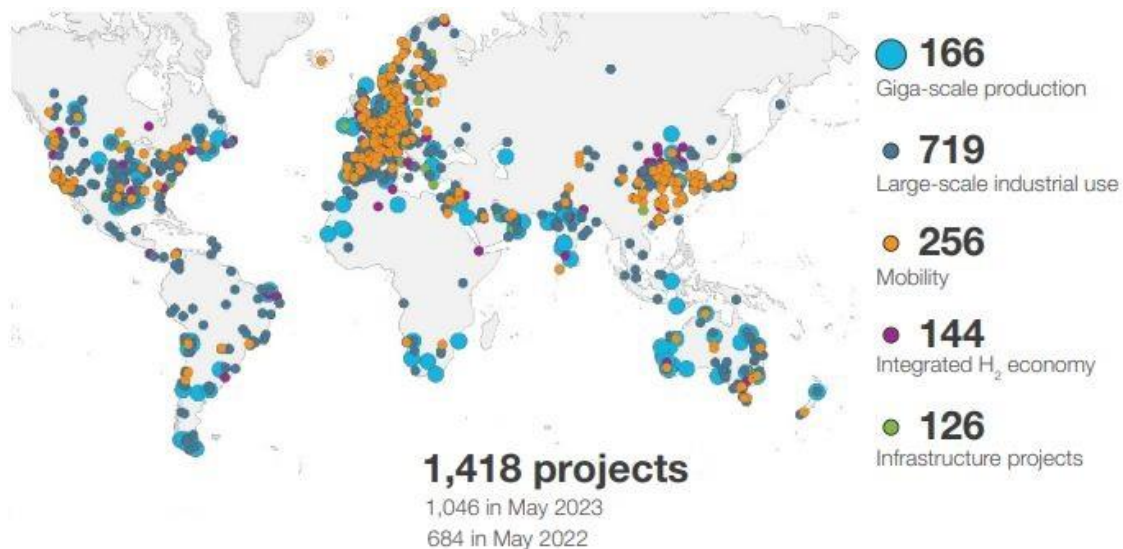 166
Giga-scale production
719
Large-scale industrial use
256
Mobility
144
Integrated H₂ economy
126
Infrastructure projects
1,418 projects
1,046 in May 2023
684 in May 2022